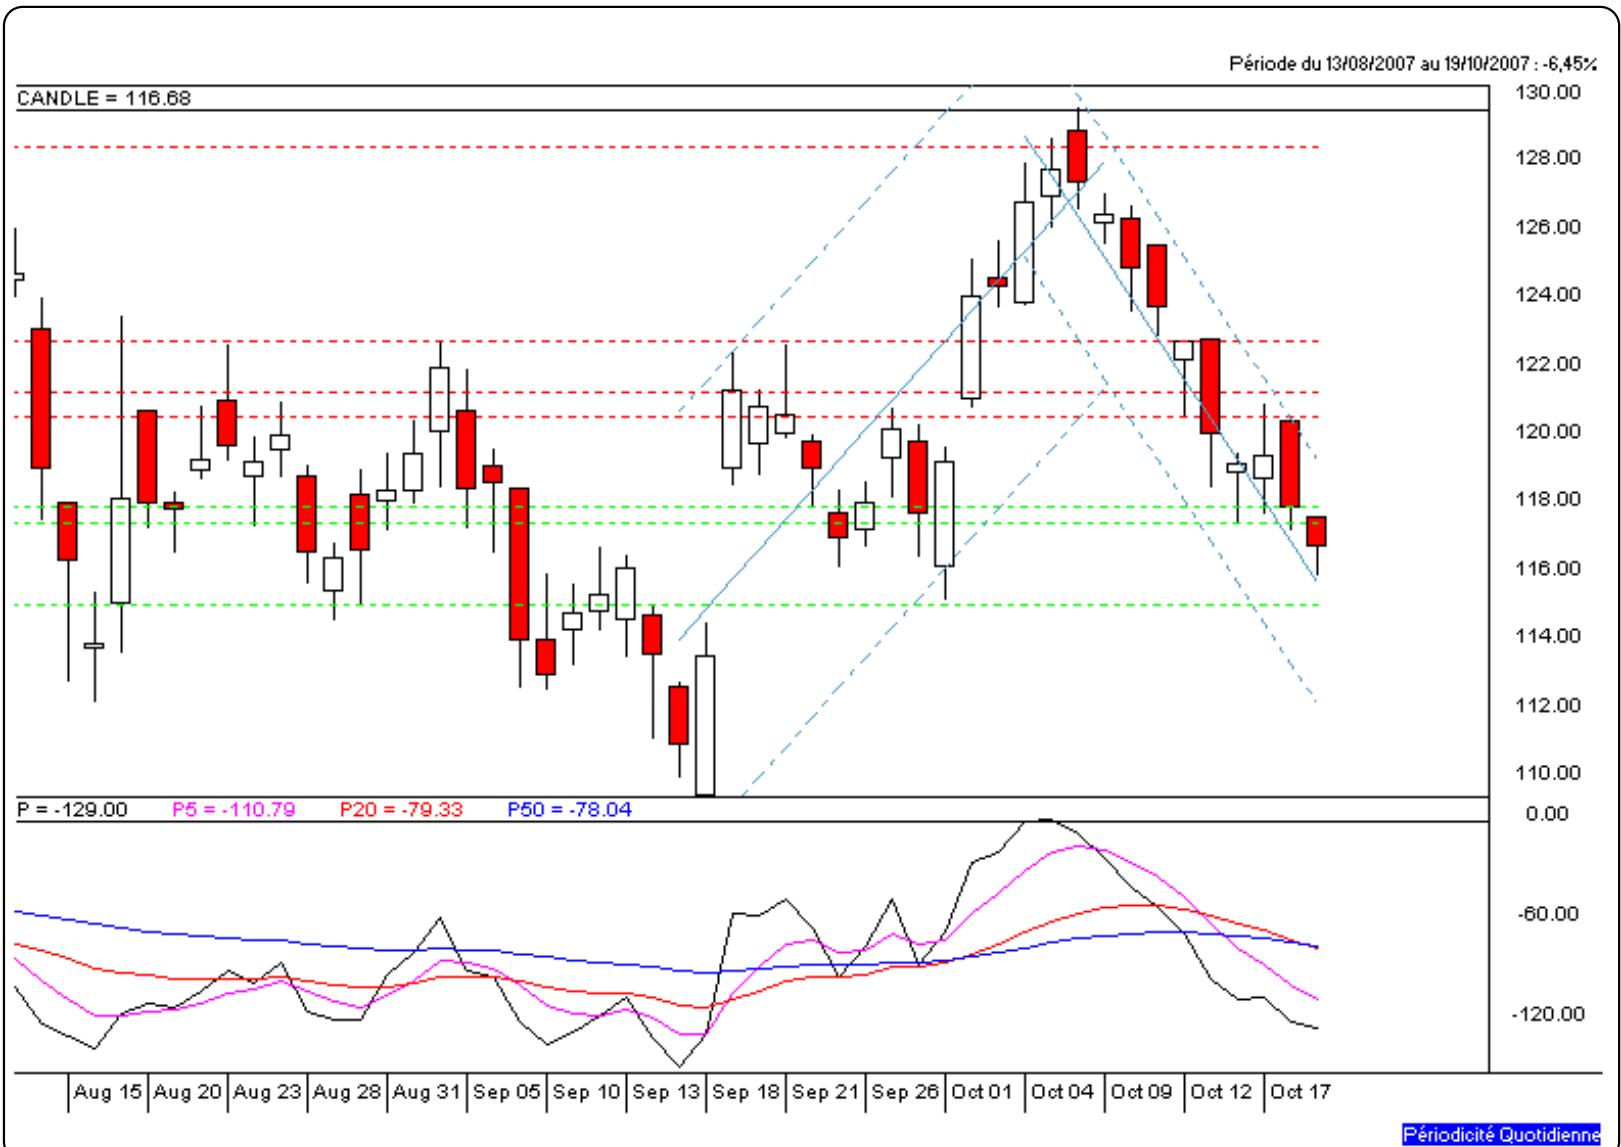 Période du 13/08/2007 au 19/10/2007 : -6,45%
CANDLE = 116.68
130.00
128.00
126.00
124.00
122.00
120.00
118.00
116.00
114.00
112.00
110.00
P = -129.00 P5 = -110.79 P20 = -79.33 P50 = -78.04
0.00
-60.00
-120.00
Aug 15 Aug 20 Aug 23 Aug 28 Aug 31 Sep 05 Sep 10 Sep 13 Sep 18 Sep 21 Sep 26 Oct 01 Oct 04 Oct 09 Oct 12 Oct 17
Périodicité Quotidienne